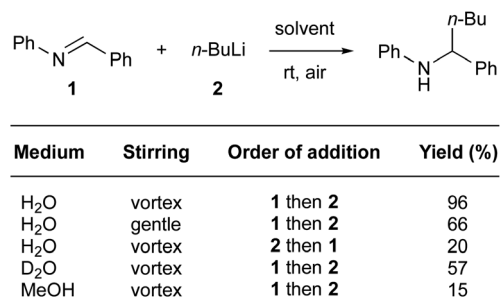 Ph N Ph + n-BuLi solvent rt, air Ph N H n-Bu Ph
1 2
Medium Stirring Order of addition Yield (%)
H₂O vortex 1 then 2 96
H₂O gentle 1 then 2 66
H₂O vortex 2 then 1 20
D₂O vortex 1 then 2 57
MeOH vortex 1 then 2 15